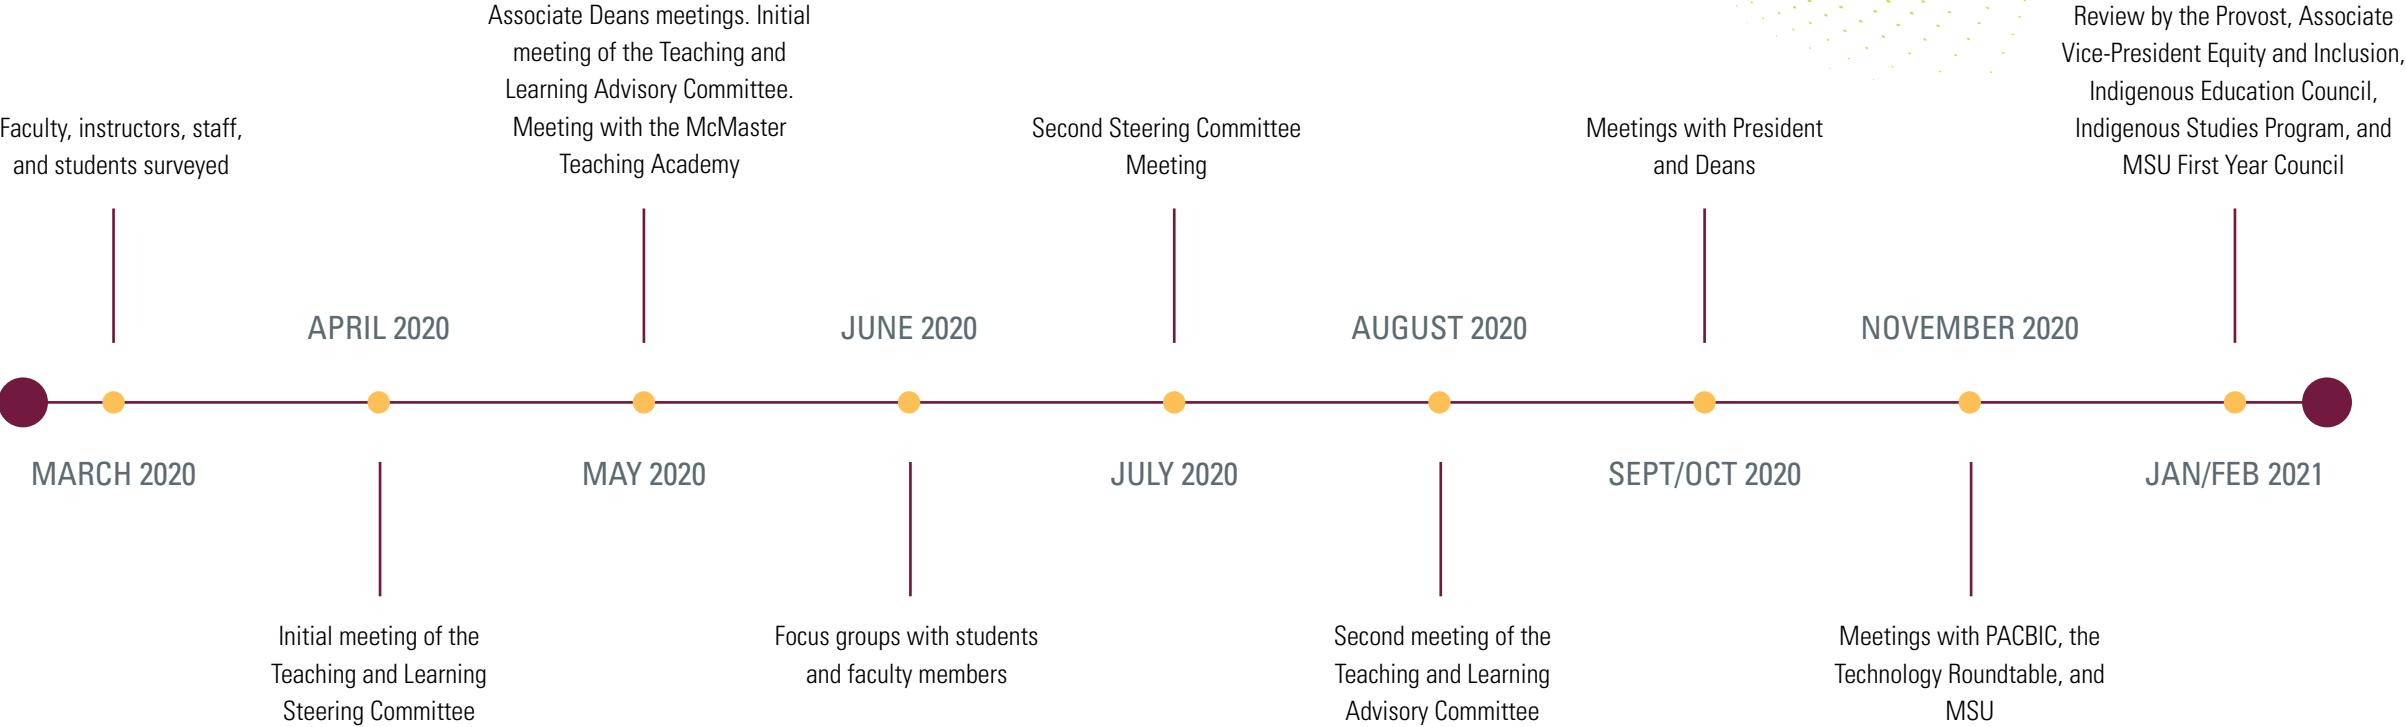 Faculty, instructors, staff,
and students surveyed
MARCH 2020
APRIL 2020
Initial meeting of the
Teaching and Learning
Steering Committee
Associate Deans meetings. Initial
meeting of the Teaching and
Learning Advisory Committee.
Meeting with the McMaster
Teaching Academy
MAY 2020
JUNE 2020
Focus groups with students
and faculty members
Second Steering Committee
Meeting
JULY 2020
AUGUST 2020
Second meeting of the
Teaching and Learning
Advisory Committee
Meetings with President
and Deans
SEPT/OCT 2020
NOVEMBER 2020
Meetings with PACBIC, the
Technology Roundtable, and
MSU
Review by the Provost, Associate
Vice-President Equity and Inclusion,
Indigenous Education Council,
Indigenous Studies Program, and
MSU First Year Council
JAN/FEB 2021